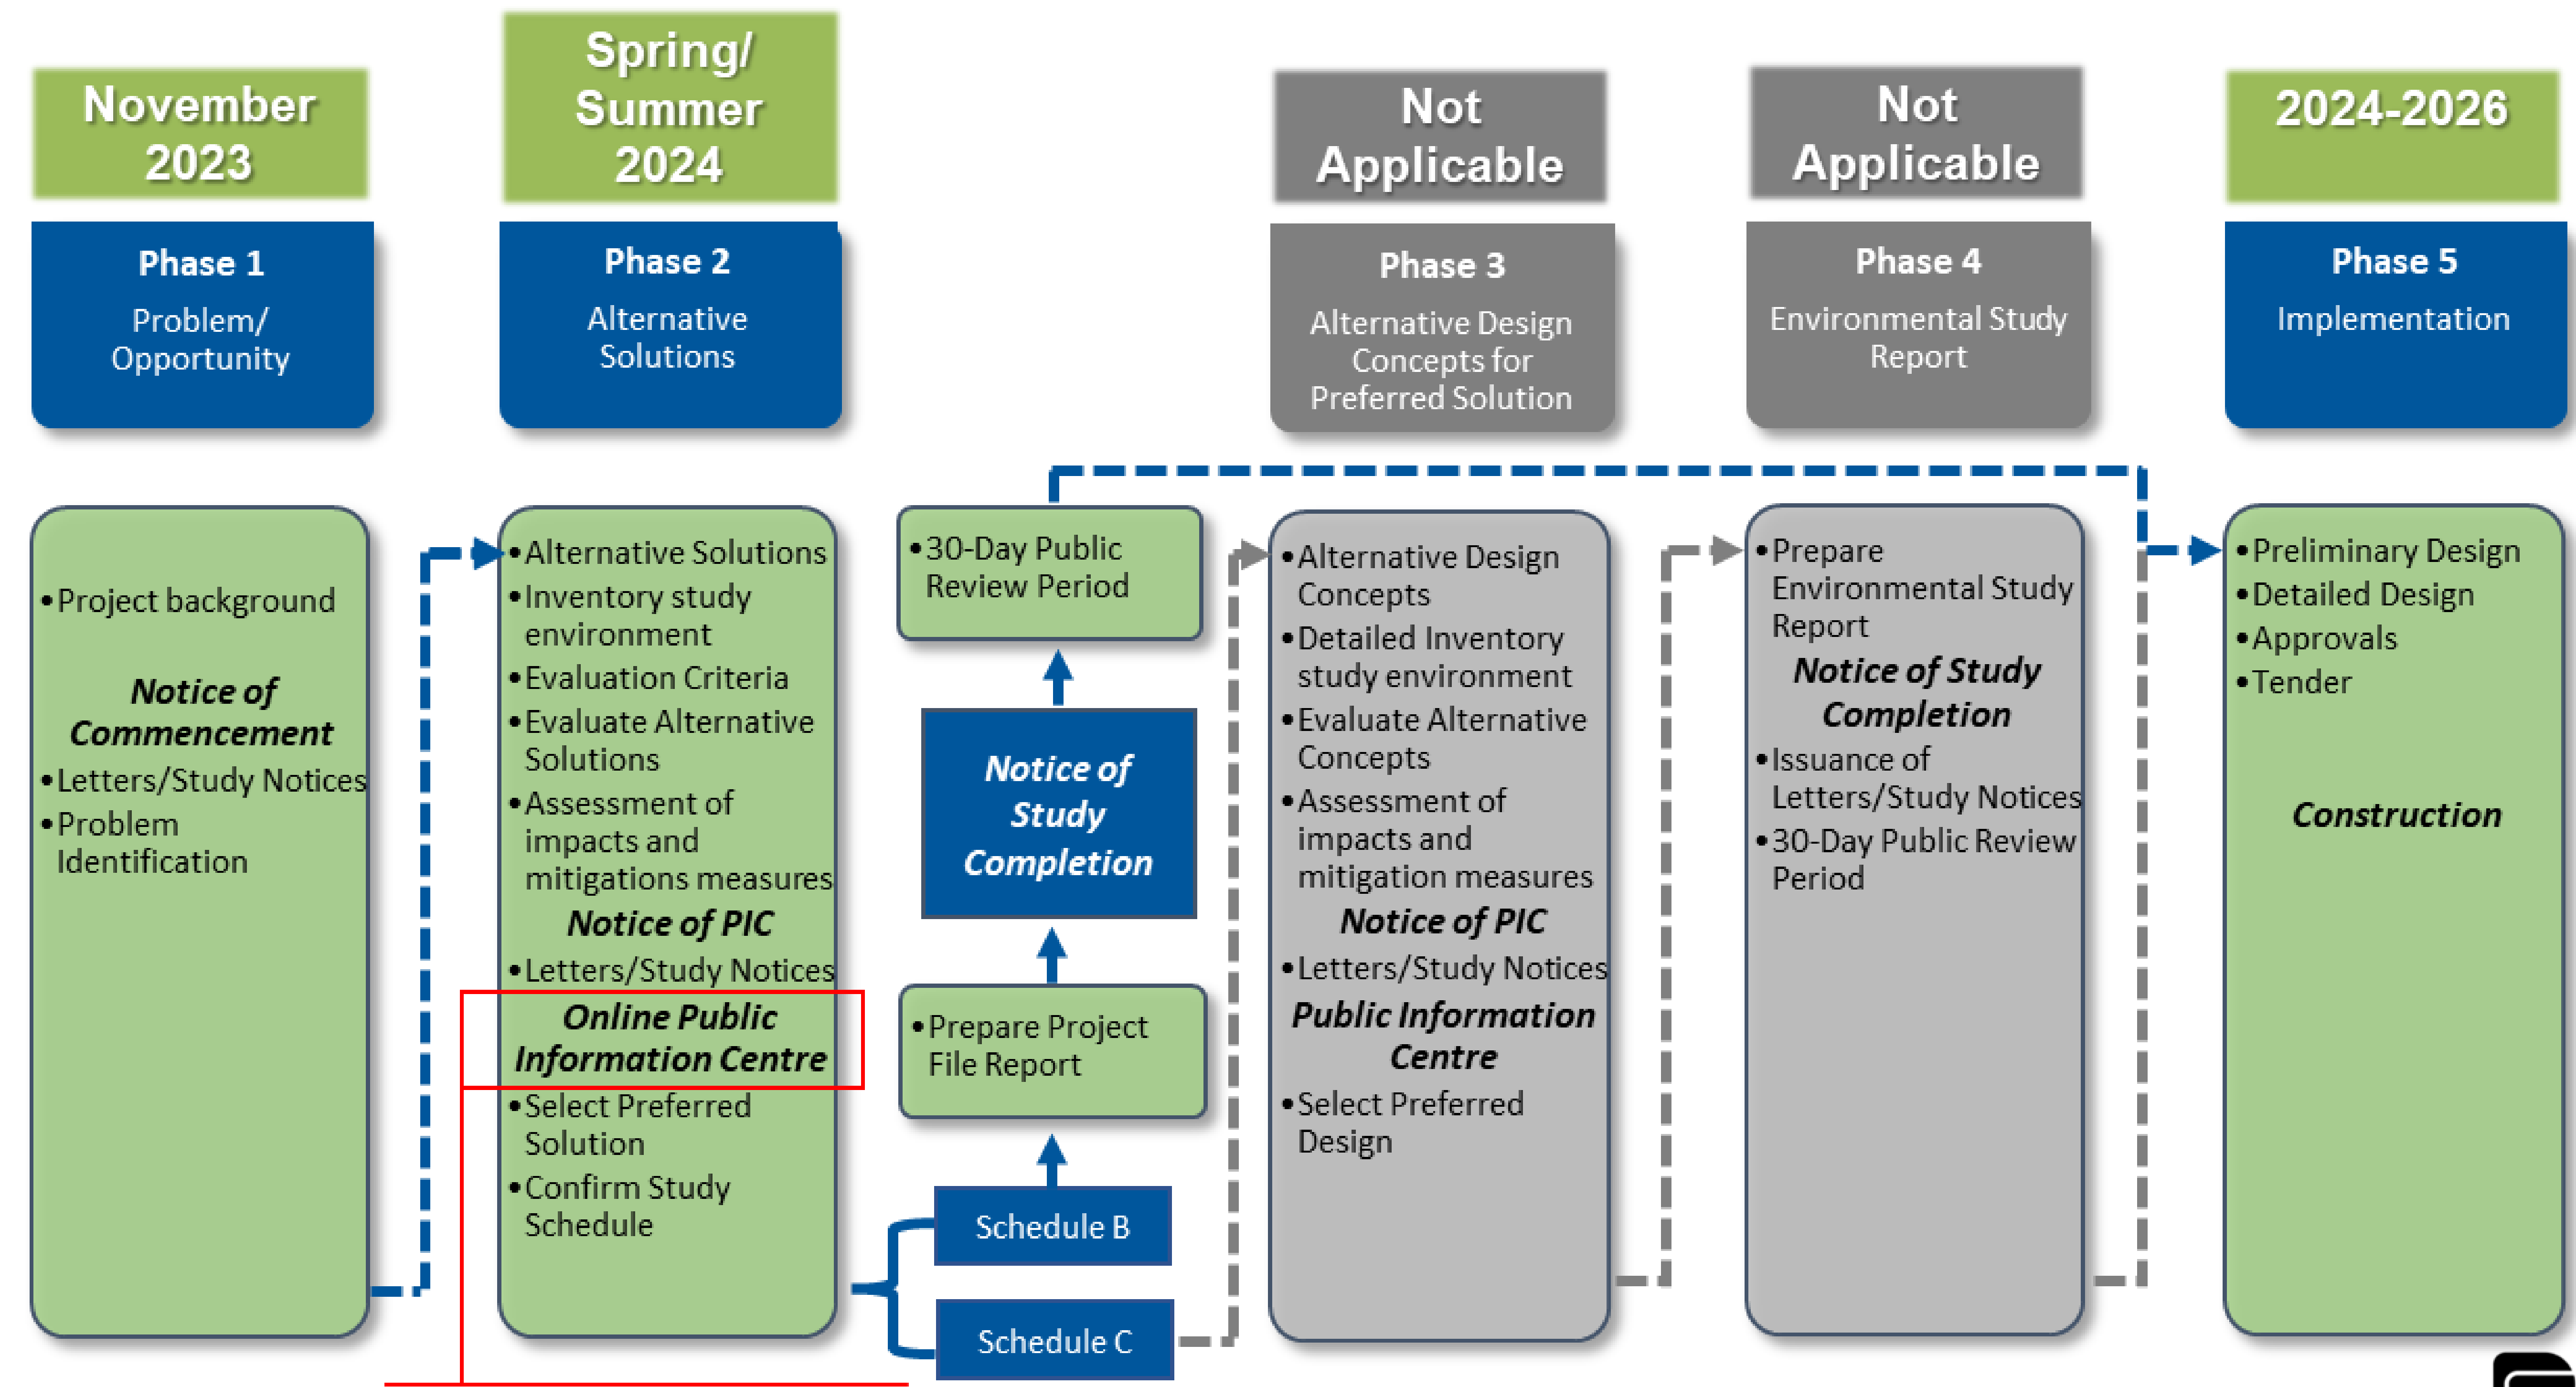 November
2023
Spring/
Summer
2024
Not
Applicable
Not
Applicable
2024-2026
Phase 1
Problem/
Opportunity
Phase 2
Alternative
Solutions
Phase 3
Alternative Design
Concepts for
Preferred Solution
Phase 4
Environmental Study
Report
Phase 5
Implementation
•Project background
Notice of
Commencement
•Letters/Study Notices
•Problem
Identification
•Alternative Solutions
•Inventory study
environment
•Evaluation Criteria
•Evaluate Alternative
Solutions
•Assessment of
impacts and
mitigations measures
Notice of PIC
•Letters/Study Notices
Online Public
Information Centre
•Select Preferred
Solution
•Confirm Study
Schedule
•30-Day Public
Review Period
Notice of
Study
Completion
•Prepare Project
File Report
Schedule B
Schedule C
•Alternative Design
Concepts
•Detailed Inventory
study environment
•Evaluate Alternative
Concepts
•Assessment of
impacts and
mitigation measures
Notice of PIC
•Letters/Study Notices
Public Information
Centre
•Select Preferred
Design
•Prepare
Environmental Study
Report
Notice of Study
Completion
•Issuance of
Letters/Study Notices
•30-Day Public Review
Period
•Preliminary Design
•Detailed Design
•Approvals
•Tender
Construction